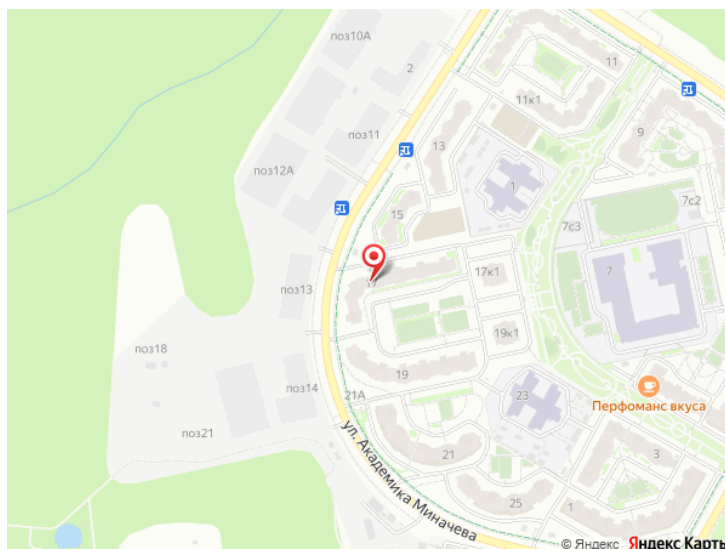 поз10А
2
11
11к1
поз11
13
9
поз12А
1
15
7с2
7с3
17к1
7
17
поз13
19к1
поз18
19
поз14
21А
23
Перфоманс вкуса
поз21
ул. Академика Миначева
21
3
25
1
© Яндекс Яндекс Карты